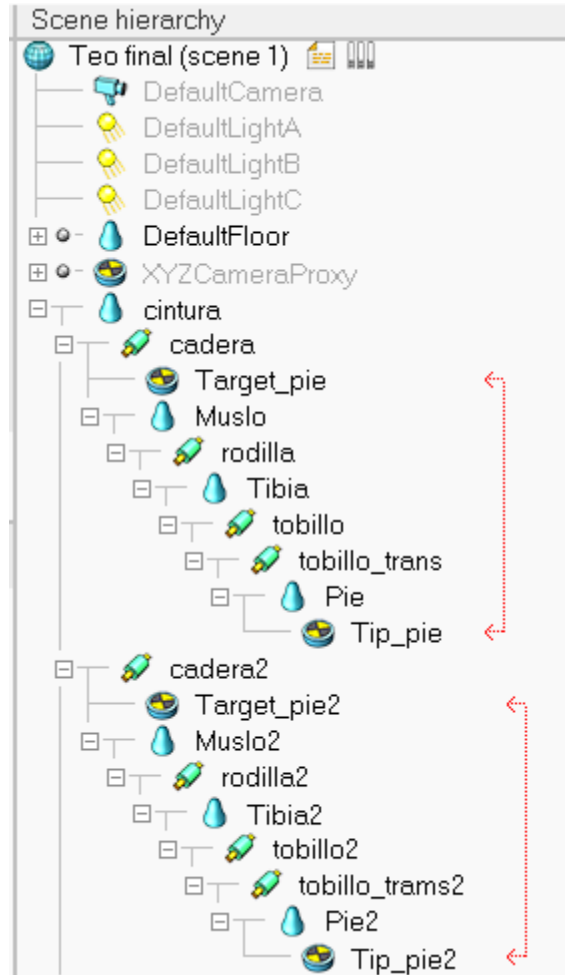 Scene hierarchy
Teo final (scene 1)
DefaultCamera
DefaultLightA
DefaultLightB
DefaultLightC
DefaultFloor
XYZCameraProxy
cintura
cadera
Target_pie
Muslo
rodilla
Tibia
tobillo
tobillo_trans
Pie
Tip_pie
cadera2
Target_pie2
Muslo2
rodilla2
Tibia2
tobillo2
tobillo_trams2
Pie2
Tip_pie2